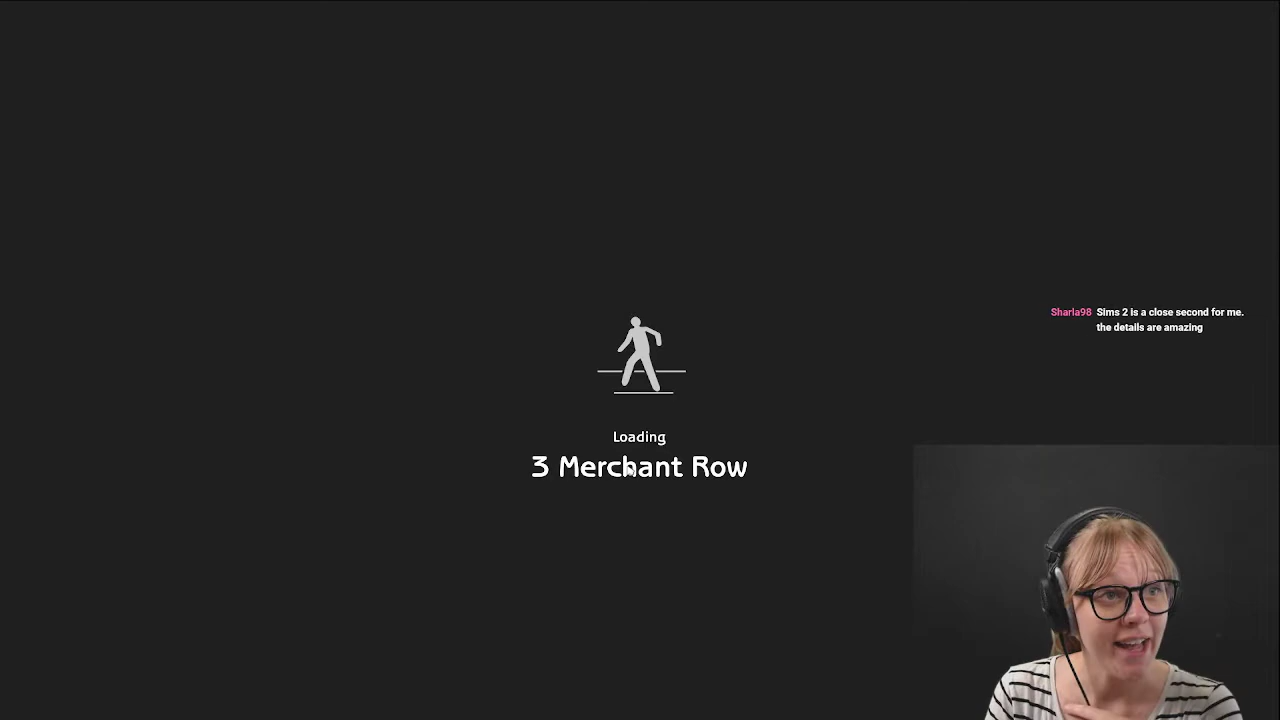 Sharla98 Sims 2 is a close second for me.
the details are amazing
Loading
3 Merchant Row